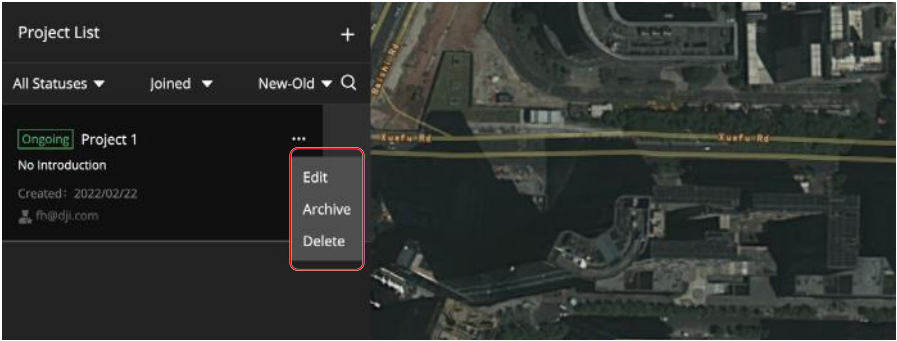 Project List
All Statuses
Joined
New-Old
Ongoing Project 1
No Introduction
Created: 2022/02/22
fh@dji.com
Edit
Archive
Delete
Xuefu-Rd
Xuefu-Rd